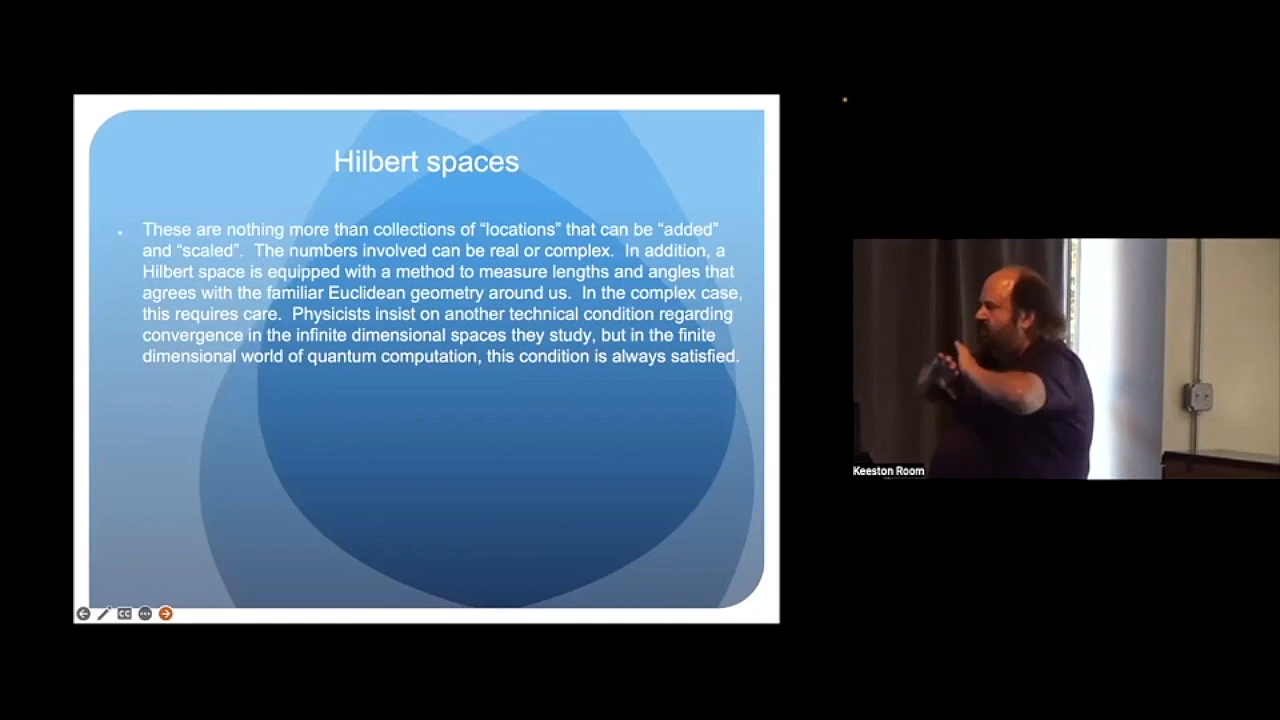 Hilbert spaces
These are nothing more than collections of “locations” that can be “added”
and “scaled”.  The numbers involved can be real or complex.  In addition, a
Hilbert space is equipped with a method to measure lengths and angles that
agrees with the familiar Euclidean geometry around us.  In the complex case,
this requires care.  Physicists insist on another technical condition regarding
convergence in the infinite dimensional spaces they study, but in the finite
dimensional world of quantum computation, this condition is always satisfied.
CC
Keeston Room